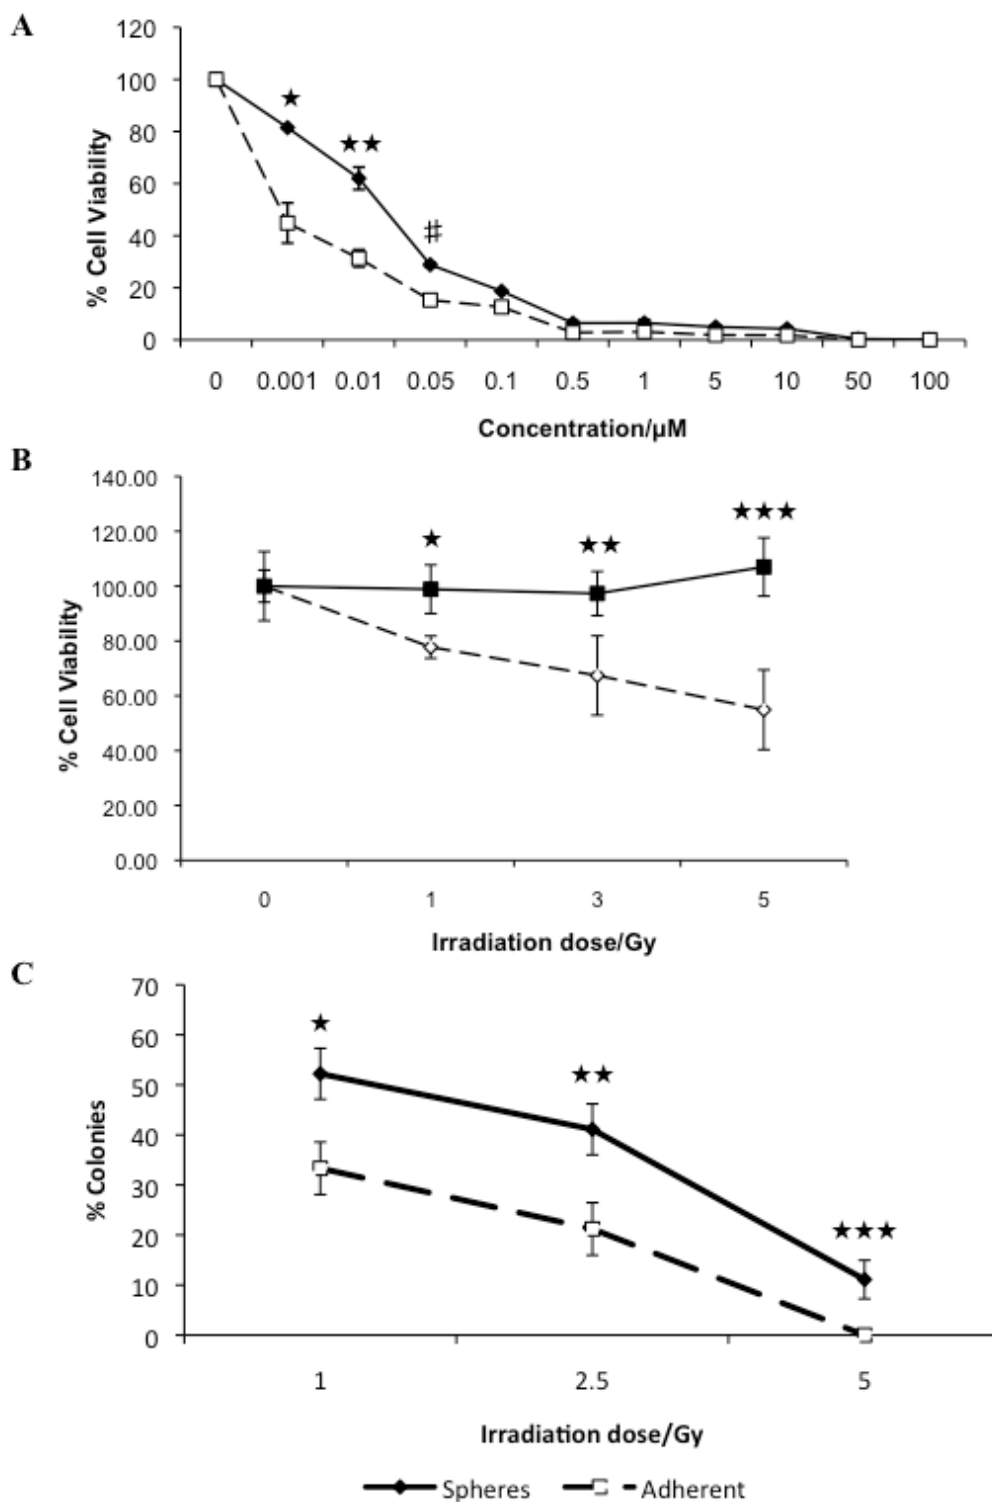 A
120
100
80
60
40
20
0
% Cell Viability
★
★★
#
0 0.001 0.01 0.05 0.1 0.5 1 5 10 50 100
Concentration/µM
B
140.00
120.00
100.00
80.00
60.00
40.00
20.00
0.00
% Cell Viability
★
★★
★★★
0 1 3 5
Irradiation dose/Gy
C
70
60
50
40
30
20
10
0
% Colonies
★
★★
★★★
1 2.5 5
Irradiation dose/Gy
Spheres Adherent